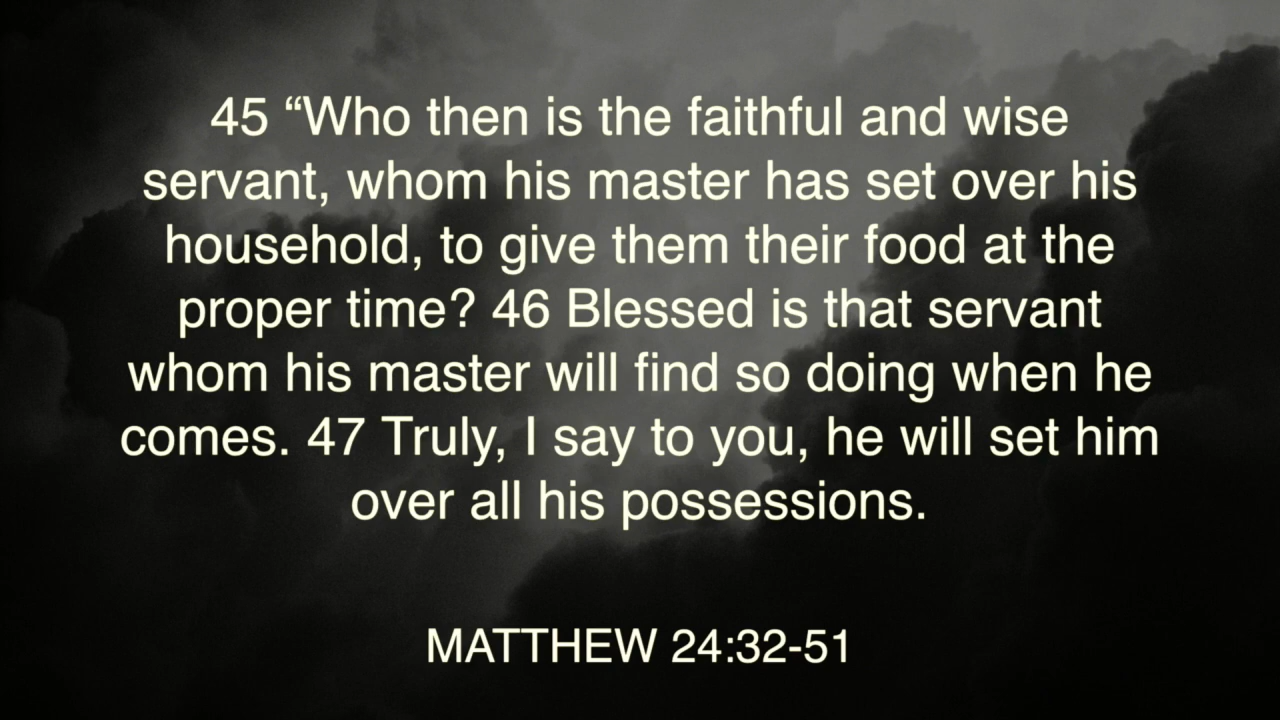 45 “Who then is the faithful and wise
servant, whom his master has set over his
household, to give them their food at the
proper time? 46 Blessed is that servant
whom his master will find so doing when he
comes. 47 Truly, I say to you, he will set him
over all his possessions.
MATTHEW 24:32-51